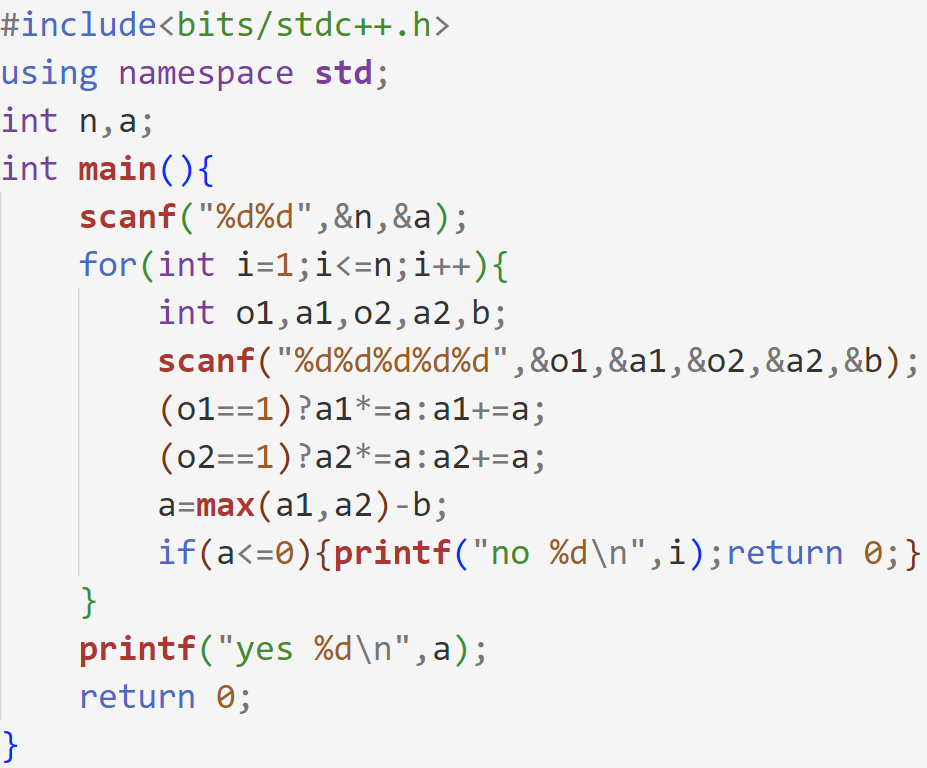 #include<bits/stdc++.h>
using namespace std;
int n,a;
int main(){
    scanf("%d%d",&n,&a);
    for(int i=1;i<=n;i++){
        int o1,a1,o2,a2,b;
        scanf("%d%d%d%d%d",&o1,&a1,&o2,&a2,&b);
        (o1==1)?a1*=a:a1+=a;
        (o2==1)?a2*=a:a2+=a;
        a=max(a1,a2)-b;
        if(a<=0){printf("no %d\n",i);return 0;}
    }
    printf("yes %d\n",a);
    return 0;
}